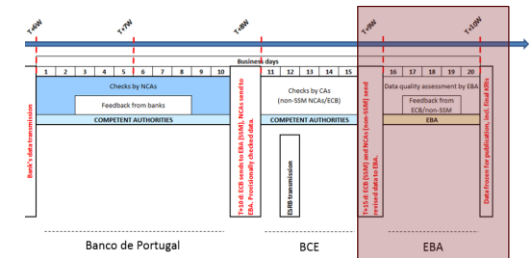 T+6W
T+7W
T+8W
T+9W
T+10W
Business days
1 2 3 4 5 6 7 8 9 10 11 12 13 14 15 16 17 18 19 20
Bank's data transmission
Checks by NCAs
Feedback from banks
COMPETENT AUTHORITIES
T+10 d: ECB sends to EBA (SSM), NCAs send to
EBA. Provisionally checked data.
Checks by CAs
(non-SSM NCAs/ECB)
COMPETENT AUTHORITIES
ESRB transmission
T+15 d: ECB (SSM) and NCAs (non-SSM) send
revised data to EBA.
Data quality assessment by EBA
Feedback from
ECB/non-SSM
EBA
Data frozen for publication, incl. Final KRIs
Banco de Portugal
BCE
EBA